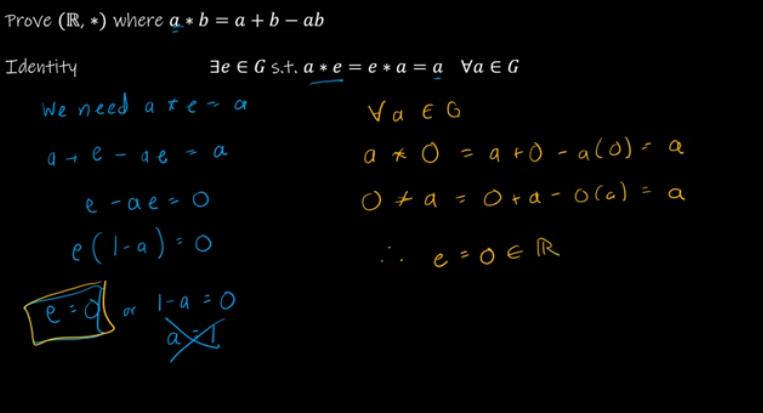 Prove (ℝ, *) where a * b = a + b − ab
Identity
∃e ∈ G s.t. a * e = e * a = a ∀a ∈ G
We need a * e = a
a + e - ae = a
e - ae = 0
e(1-a) = 0
e = 0 or 1-a = 0
a = 1
∀a ∈ G
a * 0 = a + 0 - a(0) = a
0 * a = 0 + a - 0(a) = a
∴ e = 0 ∈ ℝ